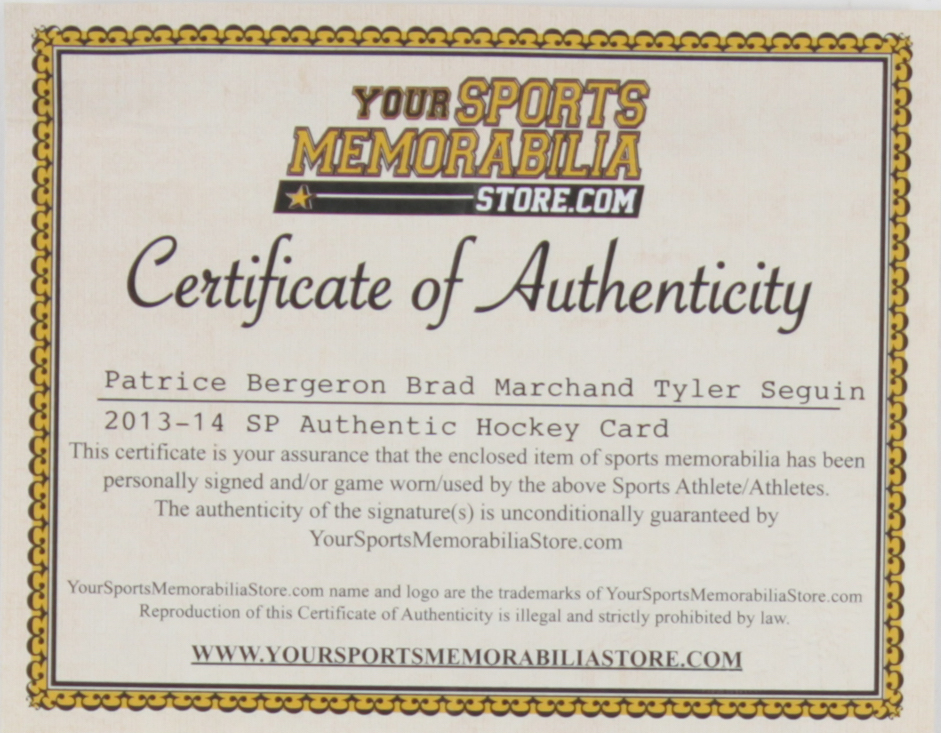 YOUR SPORTS
MEMORABILIA
STORE.COM
Certificate of Authenticity
Patrice Bergeron Brad Marchand Tyler Seguin
2013-14 SP Authentic Hockey Card
This certificate is your assurance that the enclosed item of sports memorabilia has been
personally signed and/or game worn/used by the above Sports Athlete/Athletes.
The authenticity of the signature(s) is unconditionally guaranteed by
YourSportsMemorabiliaStore.com
YourSportsMemorabiliaStore.com name and logo are the trademarks of YourSportsMemorabiliaStore.com
Reproduction of this Certificate of Authenticity is illegal and strictly prohibited by law.
WWW.YOURSPORTSMEMORABILIASTORE.COM